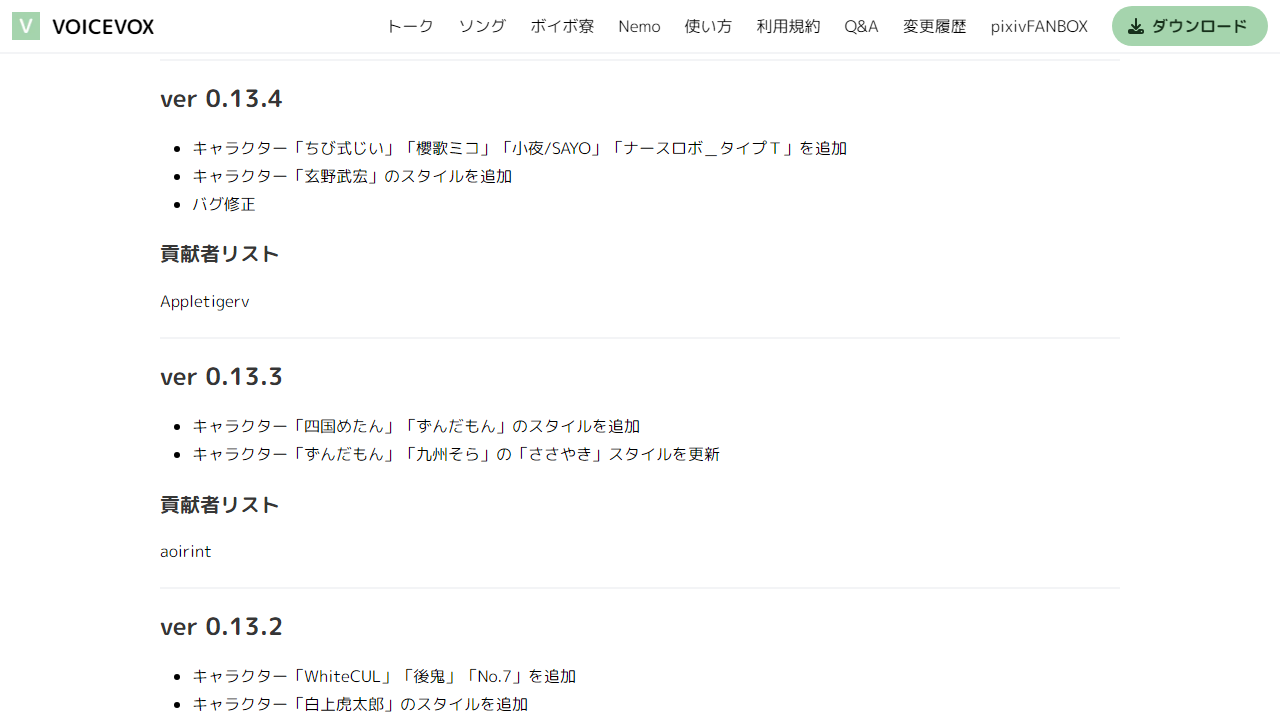 V VOICEVOX トーク ソング ボイボ寮 Nemo 使い方 利用規約 Q&A 変更履歴 pixivFANBOX ダウンロード
ver 0.13.4
キャラクター「ちび式じい」「櫻歌ミコ」「小夜/SAYO」「ナースロボ＿タイプＴ」を追加
キャラクター「玄野武宏」のスタイルを追加
バグ修正
貢献者リスト
Appletigerv
ver 0.13.3
キャラクター「四国めたん」「ずんだもん」のスタイルを追加
キャラクター「ずんだもん」「九州そら」の「ささやき」スタイルを更新
貢献者リスト
aoirint
ver 0.13.2
キャラクター「WhiteCUL」「後鬼」「No.7」を追加
キャラクター「白上虎太郎」のスタイルを追加